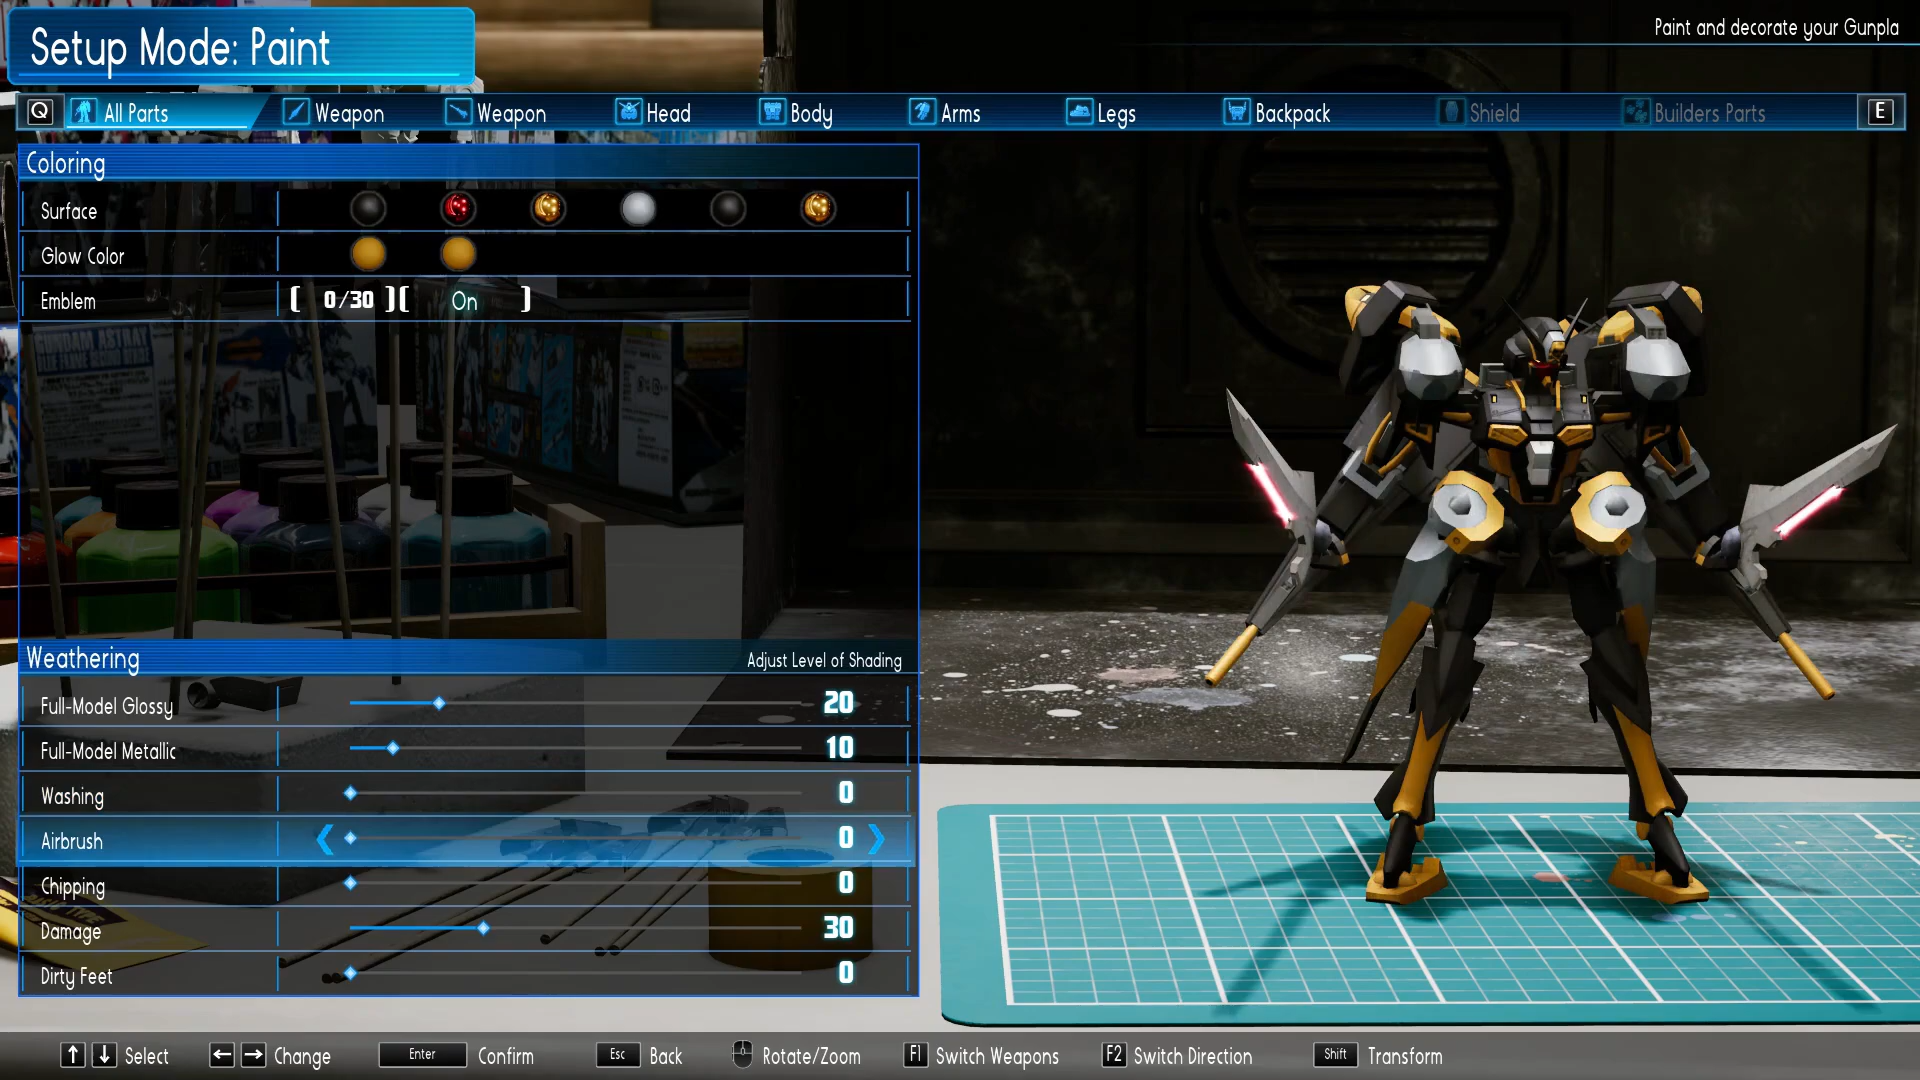 Setup Mode: Paint
Paint and decorate your Gunpla
Q All Parts Weapon Weapon Head Body Arms Legs Backpack Shield Builders Parts E
Coloring
Surface
Glow Color
Emblem [ 0/30 ][ On ]
GUNDAM ASTRAY
Weathering Adjust Level of Shading
Full-Model Glossy 20
Full-Model Metallic 10
Washing 0
Airbrush 0
Chipping 0
Damage 30
Dirty Feet 0
↑ ↓ Select ← → Change Enter Confirm Esc Back Rotate/Zoom F1 Switch Weapons F2 Switch Direction Shift Transform